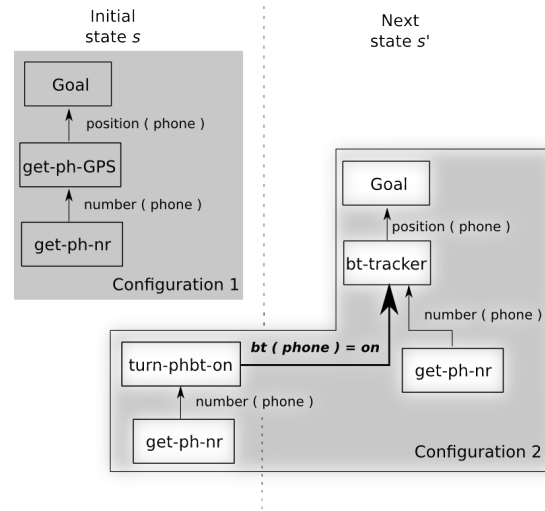 Initial
state s
Next
state s'
Goal
position ( phone )
get-ph-GPS
number ( phone )
get-ph-nr
Configuration 1
Goal
position ( phone )
bt-tracker
number ( phone )
bt ( phone ) = on
turn-phbt-on
get-ph-nr
number ( phone )
get-ph-nr
Configuration 2